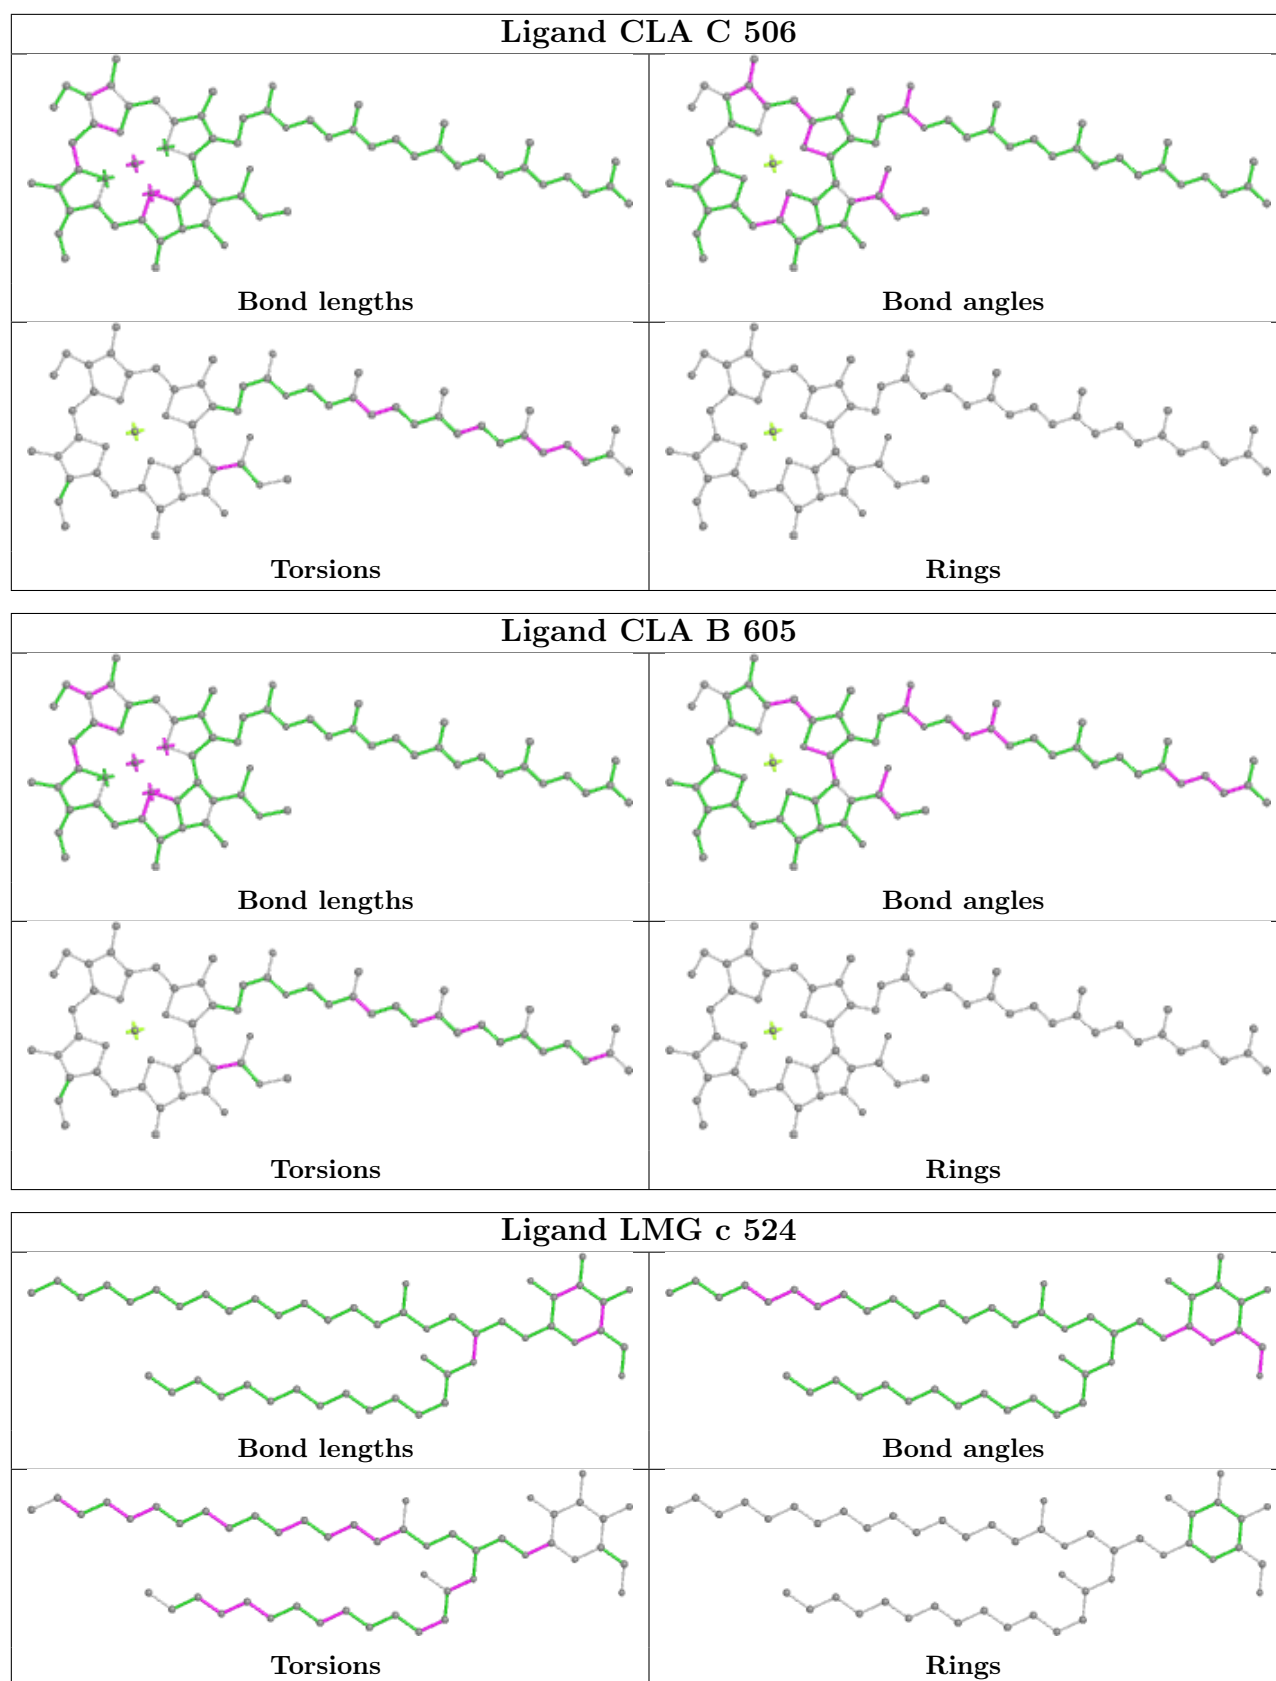 Ligand CLA C 506
Bond lengths
Bond angles
Torsions
Rings
Ligand CLA B 605
Bond lengths
Bond angles
Torsions
Rings
Ligand LMG c 524
Bond lengths
Bond angles
Torsions
Rings